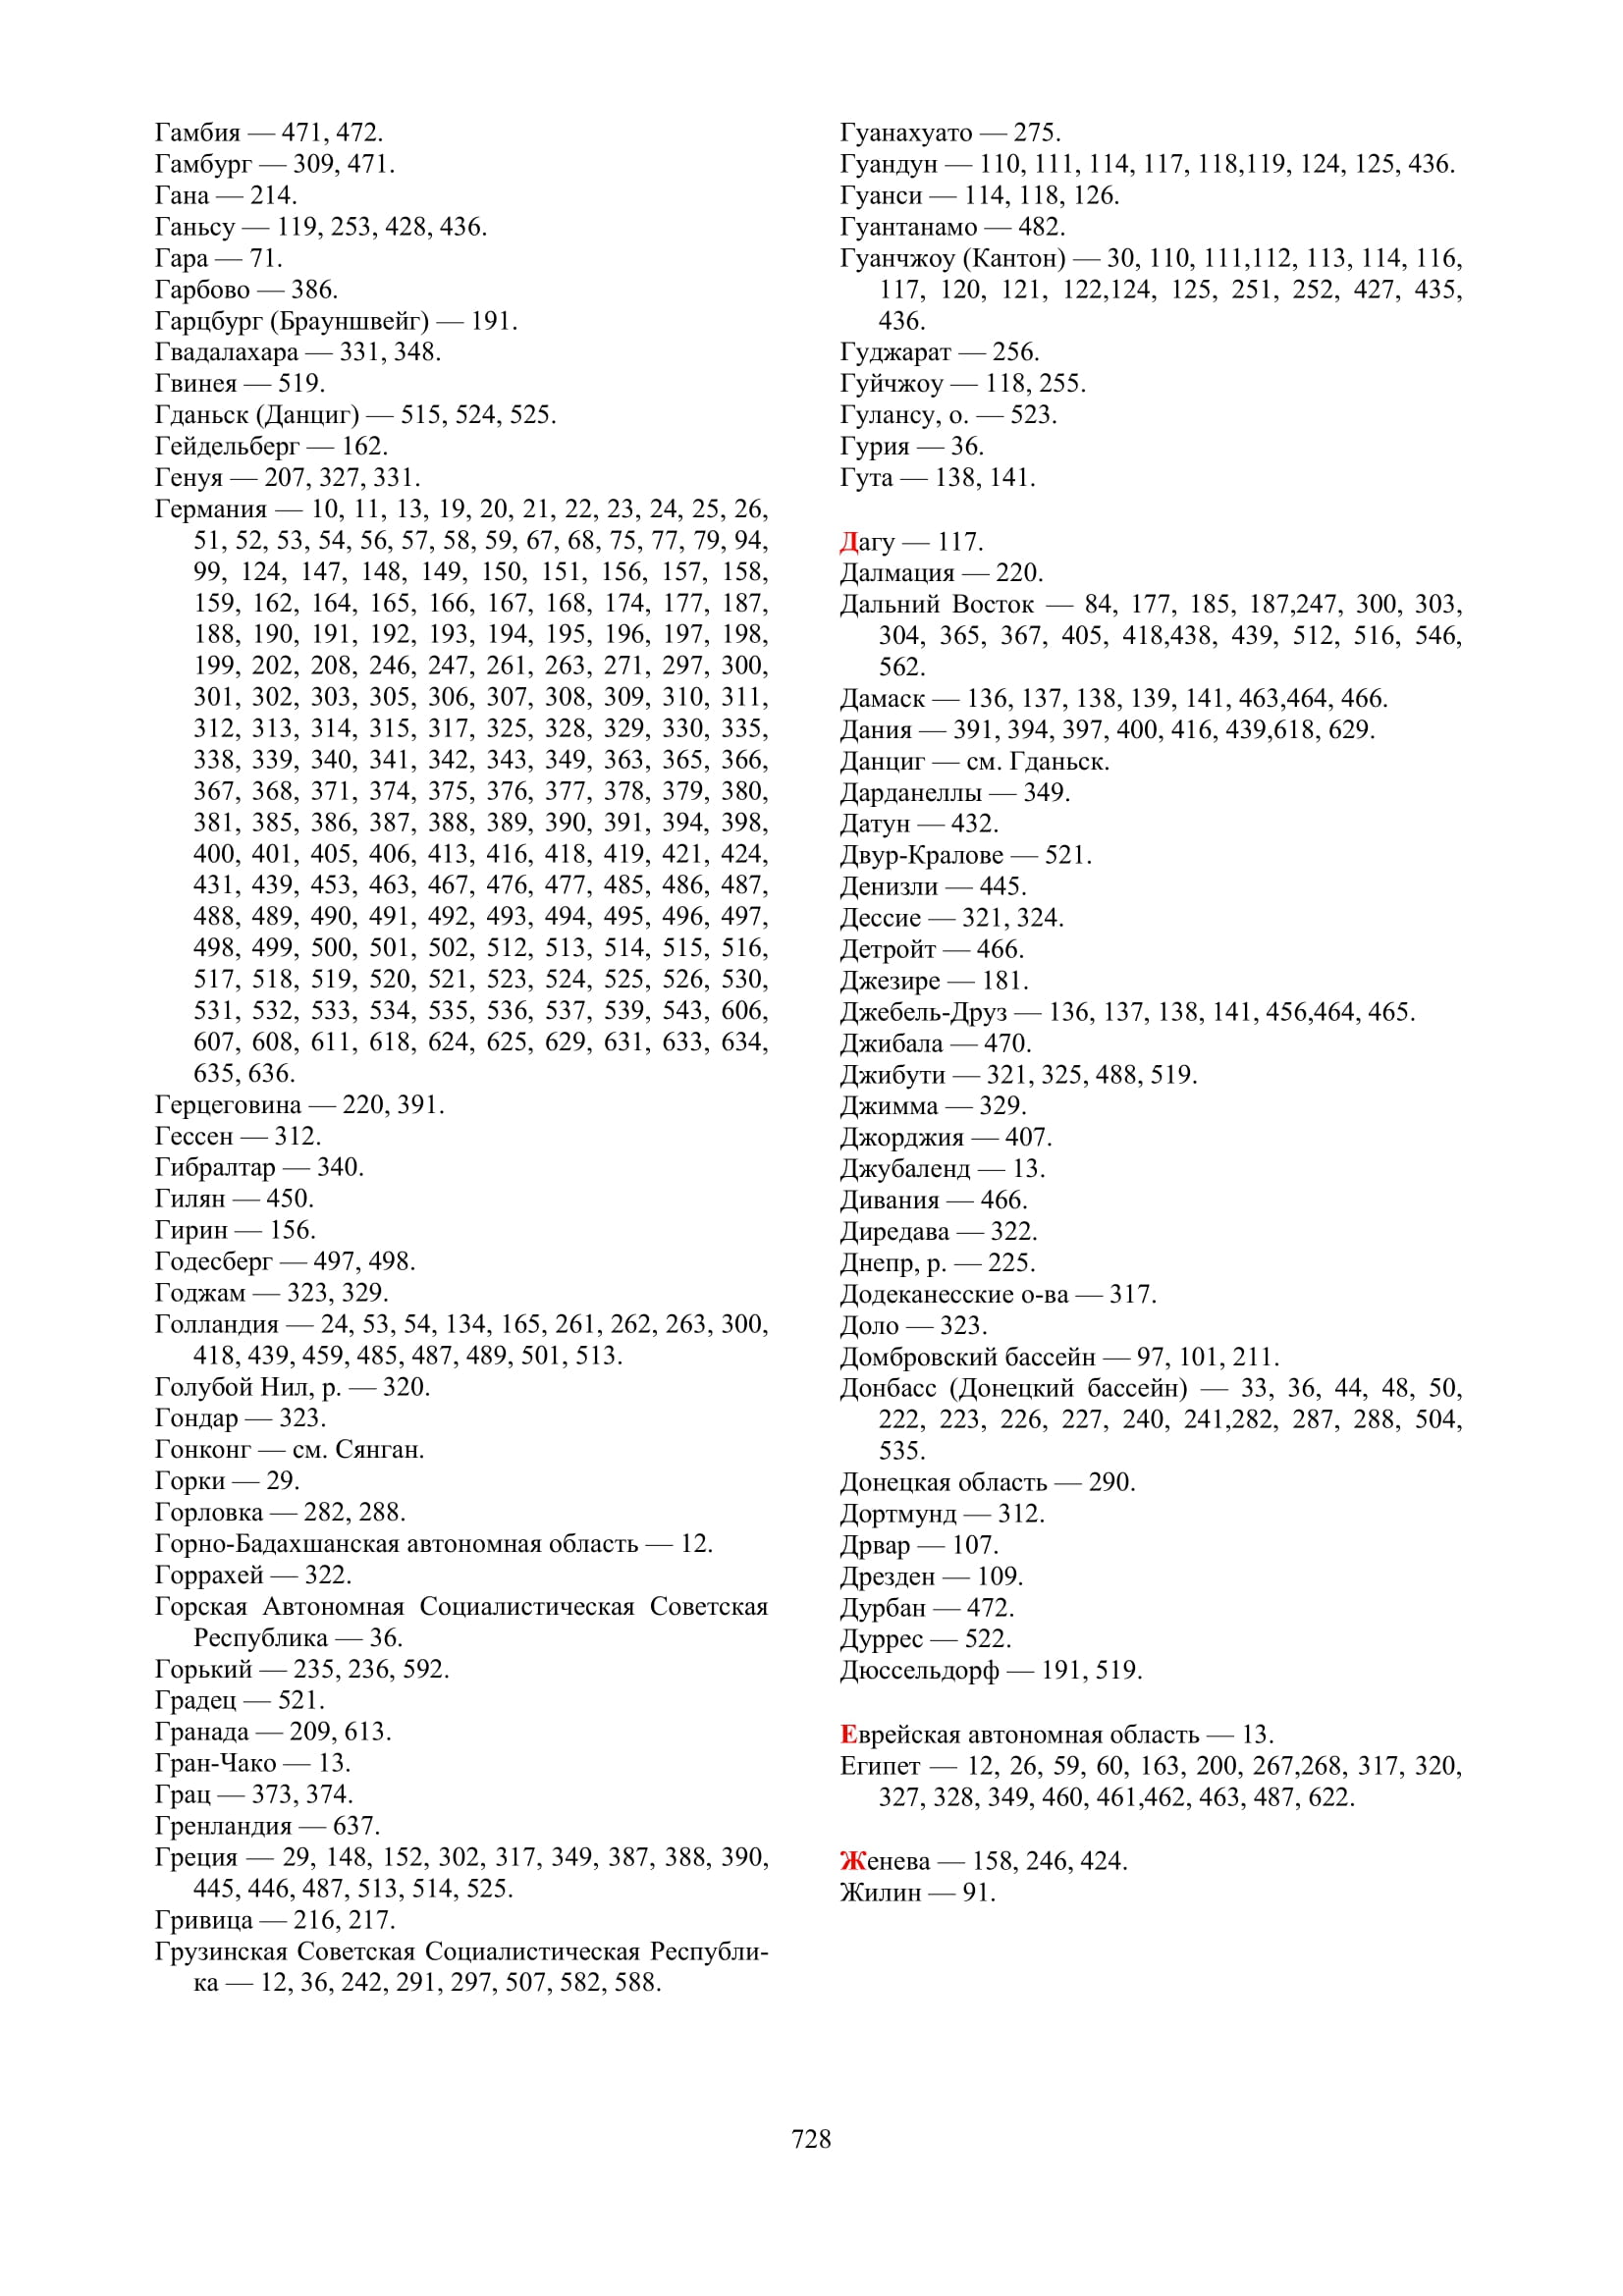 Гамбия — 471, 472.
Гамбург — 309, 471.
Гана — 214.
Ганьсу — 119, 253, 428, 436.
Гара — 71.
Гарбово — 386.
Гарцбург (Брауншвейг) — 191.
Гвадалахара — 331, 348.
Гвинея — 519.
Гданьск (Данциг) — 515, 524, 525.
Гейдельберг — 162.
Генуя — 207, 327, 331.
Германия — 10, 11, 13, 19, 20, 21, 22, 23, 24, 25, 26,
51, 52, 53, 54, 56, 57, 58, 59, 67, 68, 75, 77, 79, 94,
99, 124, 147, 148, 149, 150, 151, 156, 157, 158,
159, 162, 164, 165, 166, 167, 168, 174, 177, 187,
188, 190, 191, 192, 193, 194, 195, 196, 197, 198,
199, 202, 208, 246, 247, 261, 263, 271, 297, 300,
301, 302, 303, 305, 306, 307, 308, 309, 310, 311,
312, 313, 314, 315, 317, 325, 328, 329, 330, 335,
338, 339, 340, 341, 342, 343, 349, 363, 365, 366,
367, 368, 371, 374, 375, 376, 377, 378, 379, 380,
381, 385, 386, 387, 388, 389, 390, 391, 394, 398,
400, 401, 405, 406, 413, 416, 418, 419, 421, 424,
431, 439, 453, 463, 467, 476, 477, 485, 486, 487,
488, 489, 490, 491, 492, 493, 494, 495, 496, 497,
498, 499, 500, 501, 502, 512, 513, 514, 515, 516,
517, 518, 519, 520, 521, 523, 524, 525, 526, 530,
531, 532, 533, 534, 535, 536, 537, 539, 543, 606,
607, 608, 611, 618, 624, 625, 629, 631, 633, 634,
635, 636.
Герцеговина — 220, 391.
Гессен — 312.
Гибралтар — 340.
Гилян — 450.
Гирин — 156.
Годесберг — 497, 498.
Годжам — 323, 329.
Голландия — 24, 53, 54, 134, 165, 261, 262, 263, 300,
418, 439, 459, 485, 487, 489, 501, 513.
Голубой Нил, р. — 320.
Гондар — 323.
Гонконг — см. Сянган.
Горки — 29.
Горловка — 282, 288.
Горно-Бадахшанская автономная область — 12.
Горрахей — 322.
Горская Автономная Социалистическая Советская
Республика — 36.
Горький — 235, 236, 592.
Градец — 521.
Гранада — 209, 613.
Гран-Чако — 13.
Грац — 373, 374.
Гренландия — 637.
Греция — 29, 148, 152, 302, 317, 349, 387, 388, 390,
445, 446, 487, 513, 514, 525.
Гривица — 216, 217.
Грузинская Советская Социалистическая Республи-
ка — 12, 36, 242, 291, 297, 507, 582, 588.
Гуанахуато — 275.
Гуандун — 110, 111, 114, 117, 118,119, 124, 125, 436.
Гуанси — 114, 118, 126.
Гуантанамо — 482.
Гуанчжоу (Кантон) — 30, 110, 111,112, 113, 114, 116,
117, 120, 121, 122,124, 125, 251, 252, 427, 435,
436.
Гуджарат — 256.
Гуйчжоу — 118, 255.
Гулансу, о. — 523.
Гурия — 36.
Гута — 138, 141.
Дагу — 117.
Далмация — 220.
Дальний Восток — 84, 177, 185, 187,247, 300, 303,
304, 365, 367, 405, 418,438, 439, 512, 516, 546,
562.
Дамаск — 136, 137, 138, 139, 141, 463,464, 466.
Дания — 391, 394, 397, 400, 416, 439,618, 629.
Данциг — см. Гданьск.
Дарданеллы — 349.
Датун — 432.
Двур-Кралове — 521.
Денизли — 445.
Дессие — 321, 324.
Детройт — 466.
Джезире — 181.
Джебель-Друз — 136, 137, 138, 141, 456,464, 465.
Джибала — 470.
Джибути — 321, 325, 488, 519.
Джимма — 329.
Джорджия — 407.
Джубаленд — 13.
Дивания — 466.
Диредава — 322.
Днепр, р. — 225.
Додеканесские о-ва — 317.
Доло — 323.
Домбровский бассейн — 97, 101, 211.
Донбасс (Донецкий бассейн) — 33, 36, 44, 48, 50,
222, 223, 226, 227, 240, 241,282, 287, 288, 504,
535.
Донецкая область — 290.
Дортмунд — 312.
Дрвар — 107.
Дрезден — 109.
Дурбан — 472.
Дуррес — 522.
Дюссельдорф — 191, 519.
Еврейская автономная область — 13.
Египет — 12, 26, 59, 60, 163, 200, 267,268, 317, 320,
327, 328, 349, 460, 461,462, 463, 487, 622.
Женева — 158, 246, 424.
Жилин — 91.
728